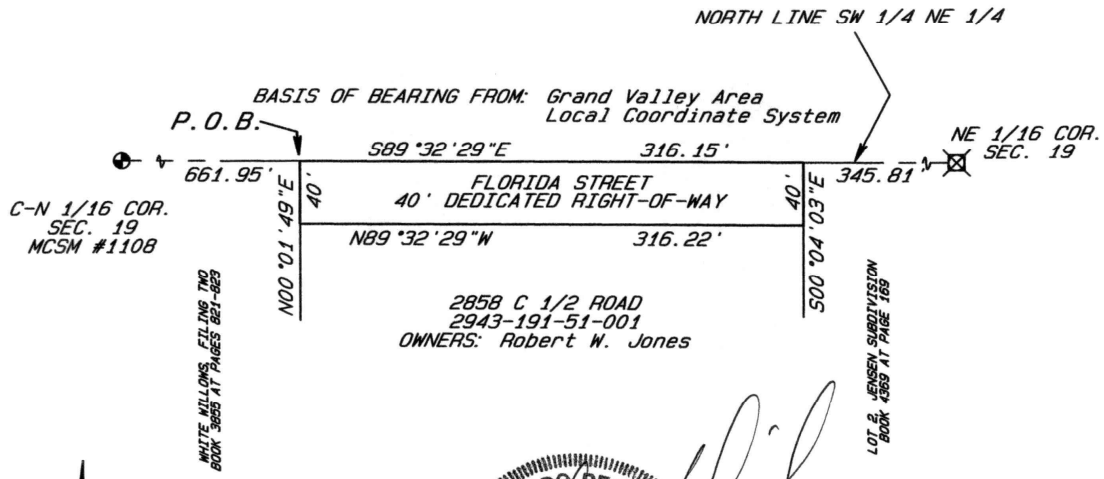 NORTH LINE SW 1/4 NE 1/4
BASIS OF BEARING FROM: Grand Valley Area
Local Coordinate System
P.O.B.
NE 1/16 COR.
SEC. 19
S89°32'29"E 316.15'
661.95'
345.81'
C-N 1/16 COR.
SEC. 19
MCSM #1108
N00°01'49"E
40'
FLORIDA STREET
40' DEDICATED RIGHT-OF-WAY
40'
S00°04'03"E
N89°32'29"W 316.22'
WHITE WILLOWS, FILING TWO
BOOK 3855 AT PAGES 821-823
2858 C 1/2 ROAD
2943-191-51-001
OWNERS: Robert W. Jones
LOT 2, JENSEN SUBDIVISION
BOOK 4369 AT PAGE 169